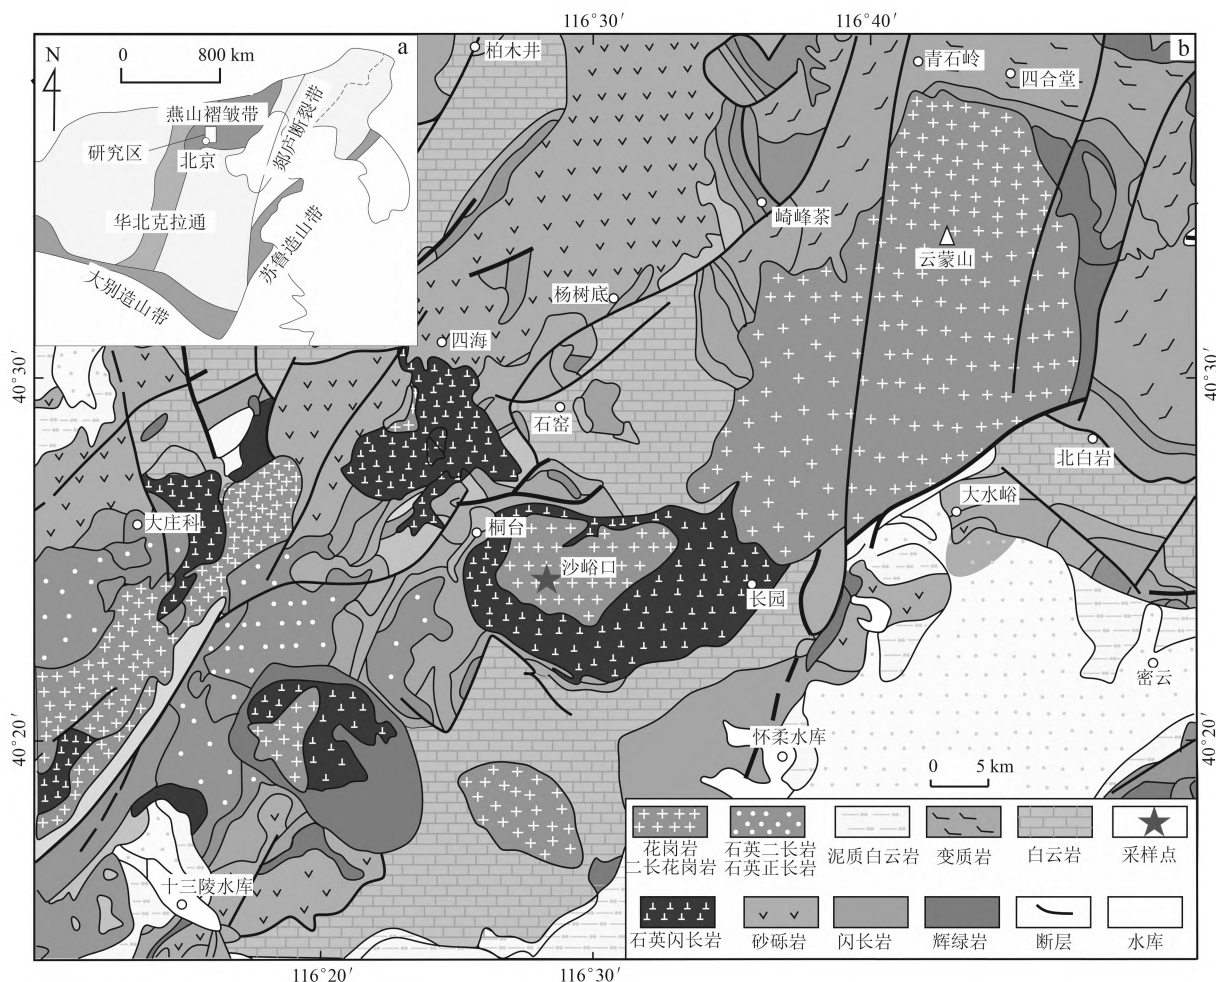 116°30′
116°40′
a
b
N
0
800 km
燕山褶皱带
郯庐断裂带
研究区
北京
华北克拉通
苏鲁造山带
大别造山带
柏木井
青石岭
四合堂
崎峰茶
云蒙山
杨树底
四海
40°30′
40°30′
石窑
北白岩
大水峪
大庄科
桐台
沙峪口
长园
密云
40°20′
40°20′
怀柔水库
0
5 km
十三陵水库
花岗岩
二长花岗岩
石英二长岩
石英正长岩
泥质白云岩
变质岩
白云岩
采样点
石英闪长岩
砂砾岩
闪长岩
辉绿岩
断层
水库
116°20′
116°30′